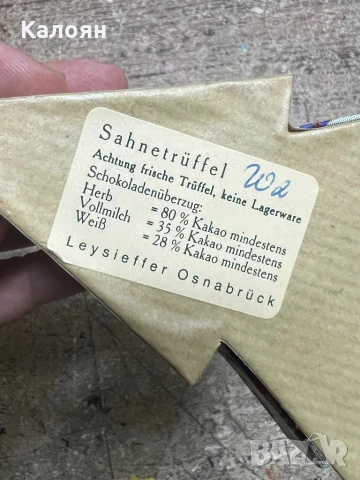 Калоян
Sahnetrüffel W2
Achtung frische Trüffel, keine Lagerware
Schokoladenüberzug:
Herb = 80 % Kakao mindestens
Vollmilch = 35 % Kakao mindestens
Weiß = 28 % Kakao mindestens
Leysieffer Osnabrück
BAZAR